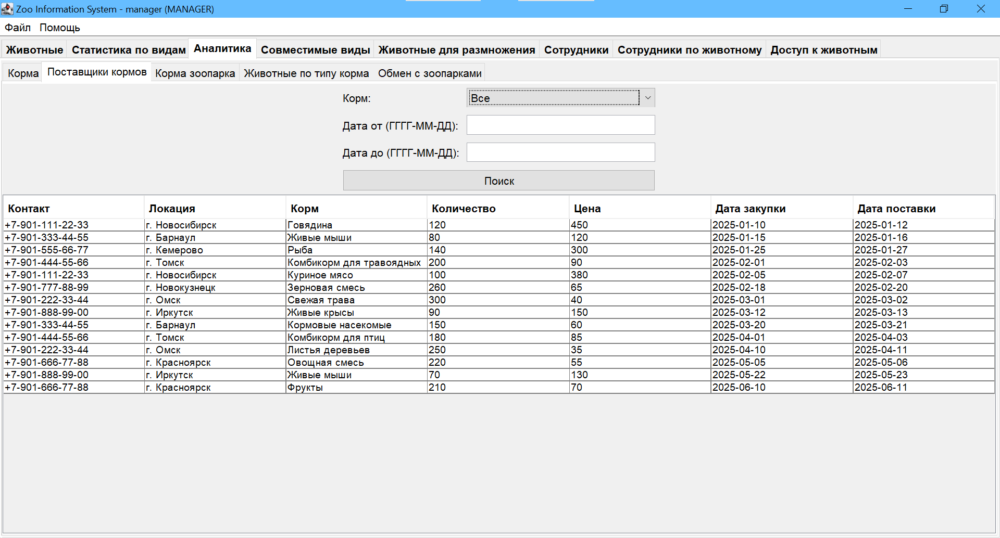 Zoo Information System - manager (MANAGER)
Файл Помощь
Животные Статистика по видам Аналитика Совместимые виды Животные для размножения Сотрудники Сотрудники по животному Доступ к животным
Корма Поставщики кормов Корма зоопарка Животные по типу корма Обмен с зоопарками
Корм: Все
Дата от (ГГГГ-ММ-ДД):
Дата до (ГГГГ-ММ-ДД):
Поиск
Контакт Локация Корм Количество Цена Дата закупки Дата поставки
+7-901-111-22-33 г. Новосибирск Говядина 120 450 2025-01-10 2025-01-12
+7-901-333-44-55 г. Барнаул Живые мыши 80 120 2025-01-15 2025-01-16
+7-901-555-66-77 г. Кемерово Рыба 140 300 2025-01-25 2025-01-27
+7-901-444-55-66 г. Томск Комбикорм для травоядных 200 90 2025-02-01 2025-02-03
+7-901-111-22-33 г. Новосибирск Куриное мясо 100 380 2025-02-05 2025-02-07
+7-901-777-88-99 г. Новокузнецк Зерновая смесь 260 65 2025-02-18 2025-02-20
+7-901-222-33-44 г. Омск Свежая трава 300 40 2025-03-01 2025-03-02
+7-901-888-99-00 г. Иркутск Живые крысы 90 150 2025-03-12 2025-03-13
+7-901-333-44-55 г. Барнаул Кормовые насекомые 150 60 2025-03-20 2025-03-21
+7-901-444-55-66 г. Томск Комбикорм для птиц 180 85 2025-04-01 2025-04-03
+7-901-222-33-44 г. Омск Листья деревьев 250 35 2025-04-10 2025-04-11
+7-901-666-77-88 г. Красноярск Овощная смесь 220 55 2025-05-05 2025-05-06
+7-901-888-99-00 г. Иркутск Живые мыши 70 130 2025-05-22 2025-05-23
+7-901-666-77-88 г. Красноярск Фрукты 210 70 2025-06-10 2025-06-11